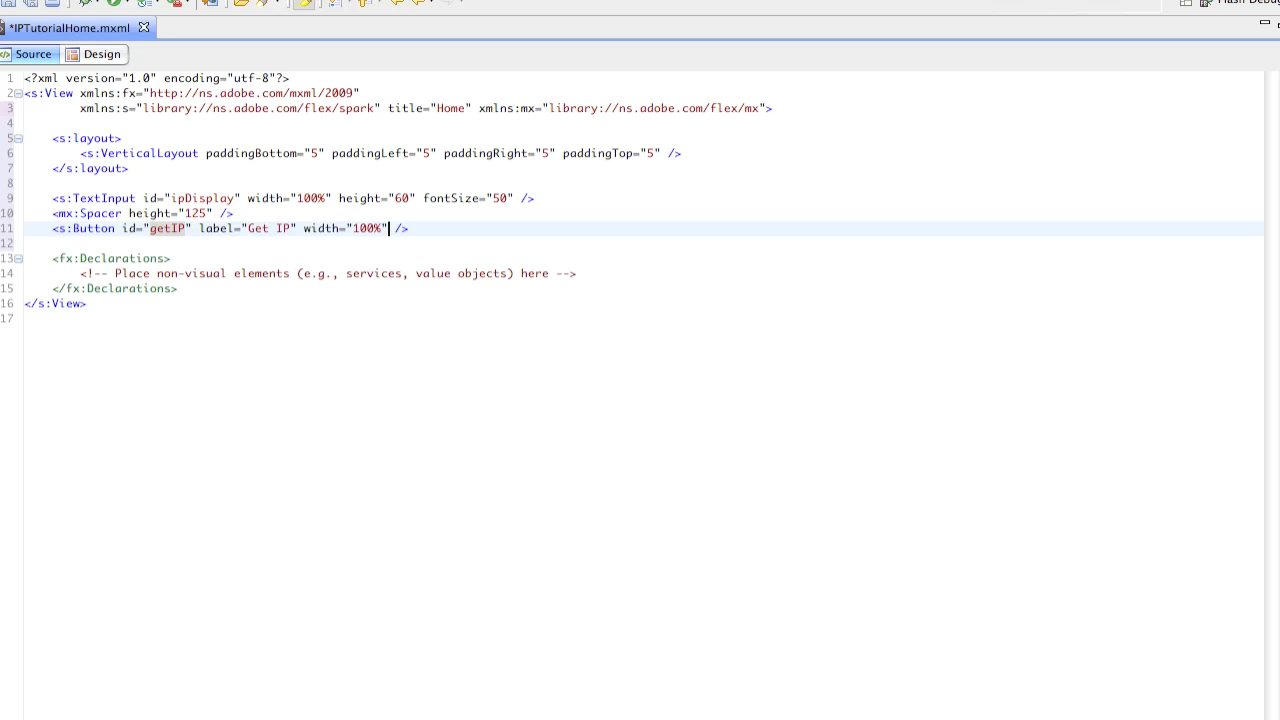 *IPTutorialHome.mxml
Source Design
1 <?xml version="1.0" encoding="utf-8"?>
2 <s:View xmlns:fx="http://ns.adobe.com/mxml/2009"
3 xmlns:s="library://ns.adobe.com/flex/spark" title="Home" xmlns:mx="library://ns.adobe.com/flex/mx">
4
5 <s:layout>
6 <s:VerticalLayout paddingBottom="5" paddingLeft="5" paddingRight="5" paddingTop="5" />
7 </s:layout>
8
9 <s:TextInput id="ipDisplay" width="100%" height="60" fontSize="50" />
10 <mx:Spacer height="125" />
11 <s:Button id="getIP" label="Get IP" width="100%" />
12
13 <fx:Declarations>
14 <!-- Place non-visual elements (e.g., services, value objects) here -->
15 </fx:Declarations>
16 </s:View>
17